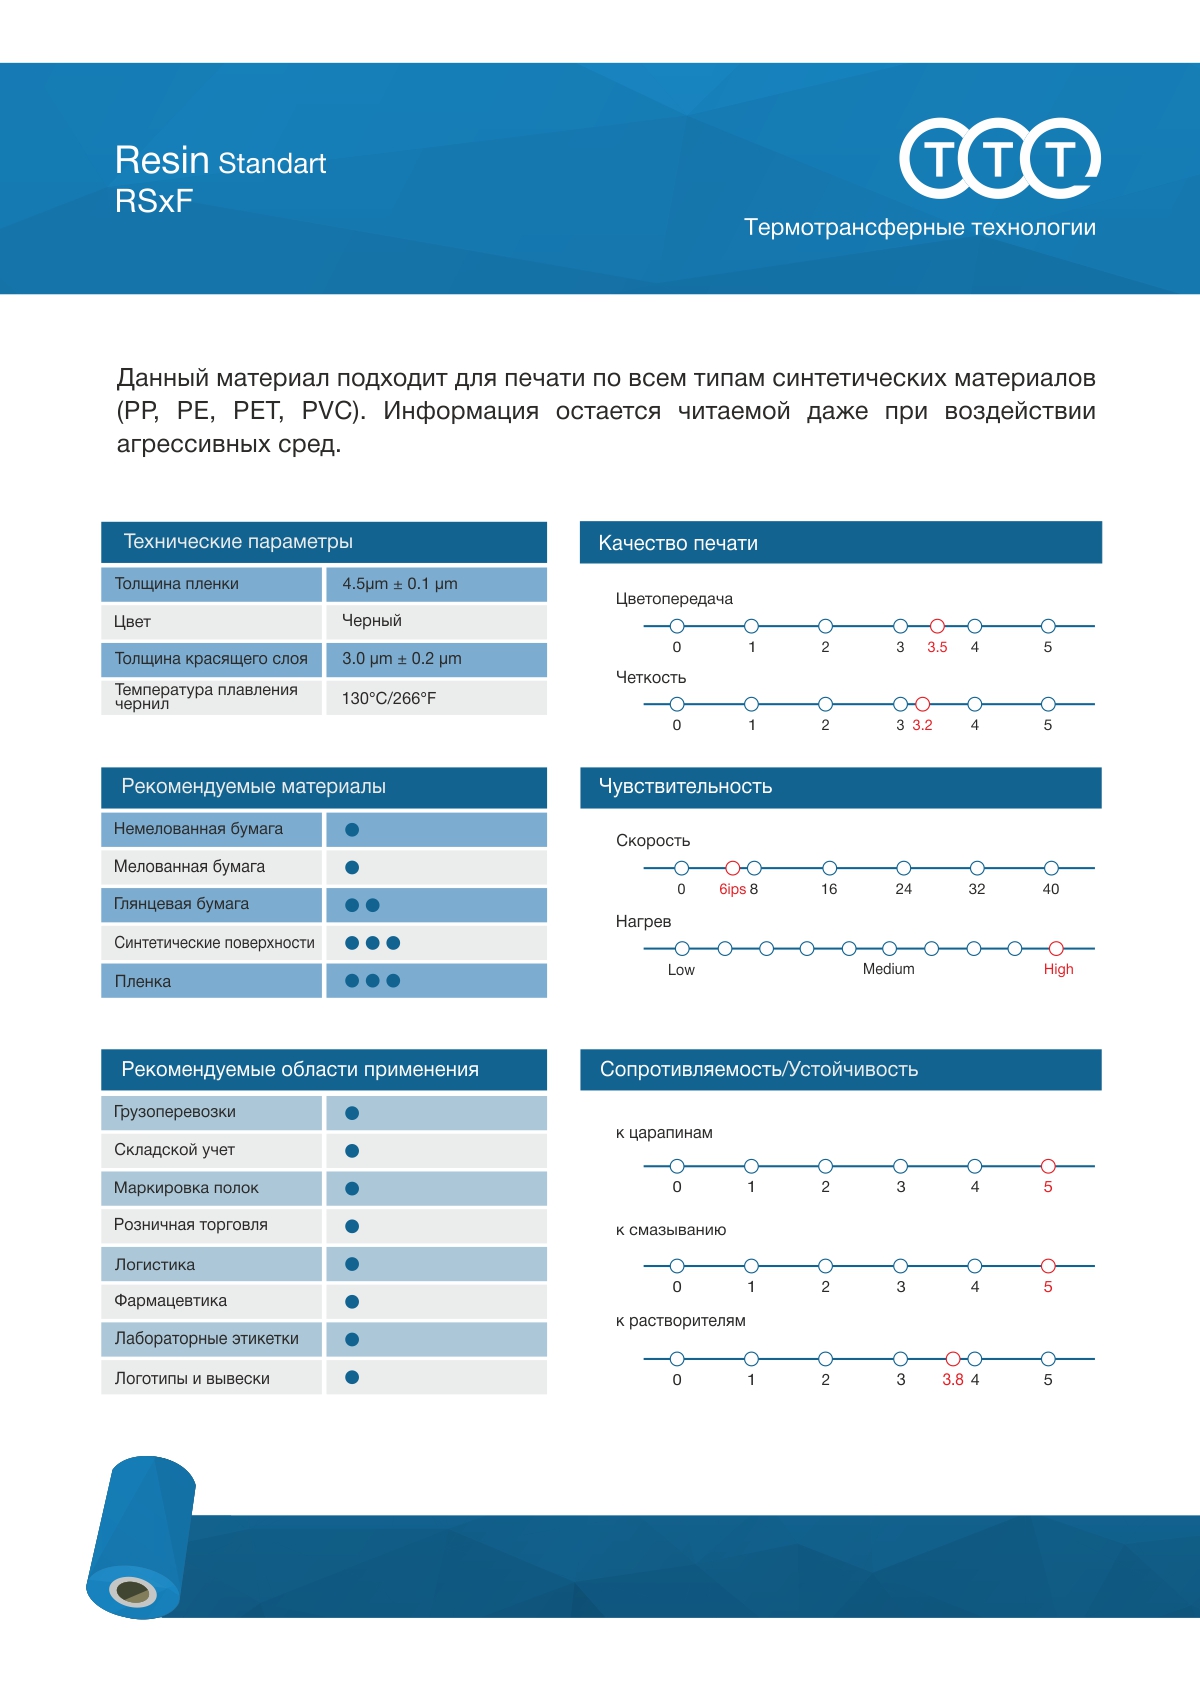 Resin Standart
RSxF
TTT
Термотрансферные технологии
Данный материал подходит для печати по всем типам синтетических материалов
(PP, PE, PET, PVC). Информация остается читаемой даже при воздействии
агрессивных сред.
Технические параметры
Толщина пленки 4.5µm ± 0.1 µm
Цвет Черный
Толщина красящего слоя 3.0 µm ± 0.2 µm
Температура плавления
чернил
130°C/266°F
Качество печати
Цветопередача
0 1 2 3 3.5 4 5
Четкость
0 1 2 3 3.2 4 5
Рекомендуемые материалы
Немелованная бумага
Мелованная бумага
Глянцевая бумага
Синтетические поверхности
Пленка
Чувствительность
Скорость
0 6ips 8 16 24 32 40
Нагрев
Low Medium High
Рекомендуемые области применения
Грузоперевозки
Складской учет
Маркировка полок
Розничная торговля
Логистика
Фармацевтика
Лабораторные этикетки
Логотипы и вывески
Сопротивляемость/Устойчивость
к царапинам
0 1 2 3 4 5
к смазыванию
0 1 2 3 4 5
к растворителям
0 1 2 3 3.8 4 5